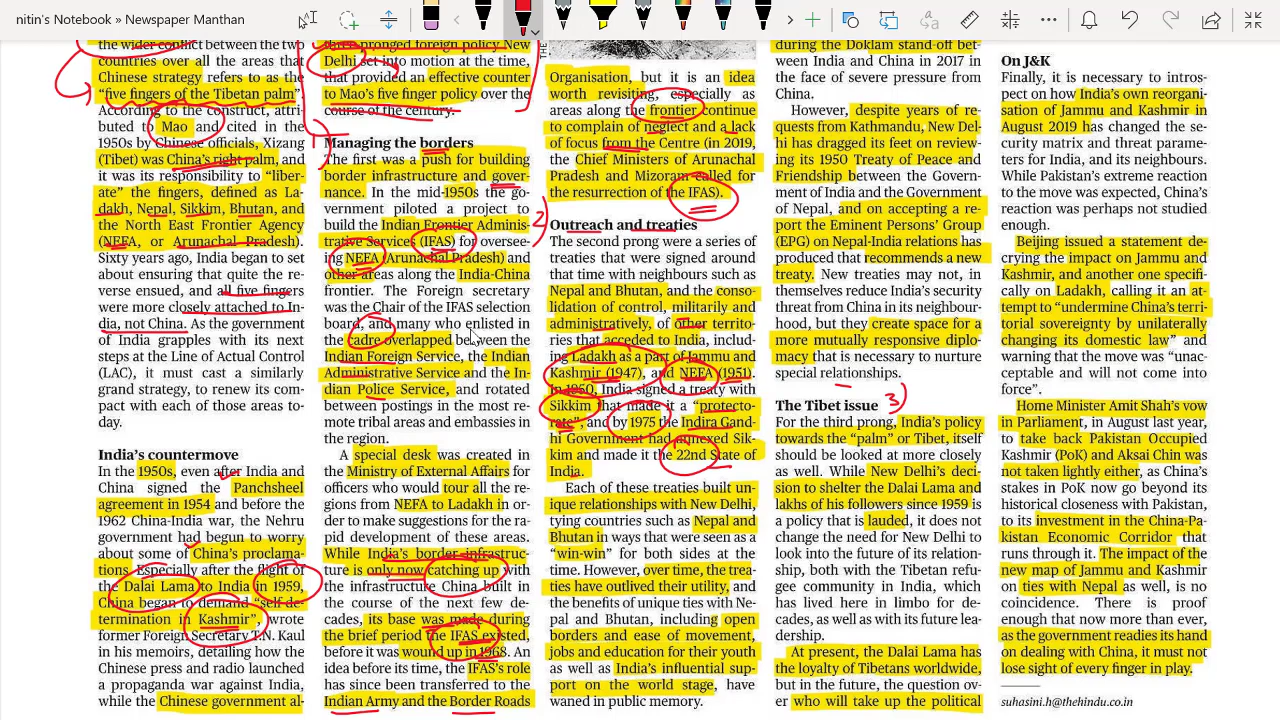 nitin's Notebook » Newspaper Manthan
the wider conflict between the two
countries over all the areas that
Chinese strategy refers to as the
“five fingers of the Tibetan palm”.
According to the construct, attri-
buted to Mao and cited in the
1950s by Chinese officials, Xizang
(Tibet) was China’s right palm, and
it was its responsibility to “liber-
ate” the fingers, defined as La-
dakh, Nepal, Sikkim, Bhutan, and
the North East Frontier Agency
(NEFA, or Arunachal Pradesh).
Sixty years ago, India began to set
about ensuring that quite the re-
verse ensued, and all five fingers
were more closely attached to In-
dia, not China. As the government
of India grapples with its next
steps at the Line of Actual Control
(LAC), it must cast a similarly
grand strategy, to renew its com-
pact with each of those areas to-
day.
India’s countermove
In the 1950s, even after India and
China signed the Panchsheel
agreement in 1954 and before the
1962 China-India war, the Nehru
government had begun to worry
about some of China’s proclama-
tions. Especially after the flight of
the Dalai Lama to India in 1959,
China began to demand “self-de-
termination in Kashmir”, wrote
former Foreign Secretary T.N. Kaul
in his memoirs, detailing how the
Chinese press and radio launched
a propaganda war against India,
while the Chinese government al-
three-pronged foreign policy New
Delhi set into motion at the time,
that provided an effective counter
to Mao’s five finger policy over the
course of the century.
1)
Managing the borders
The first was a push for building
border infrastructure and gover-
nance. In the mid-1950s the go-
vernment piloted a project to
build the Indian Frontier Adminis-
trative Services (IFAS) for oversee-
ing NEFA (Arunachal Pradesh) and
other areas along the India-China
frontier. The Foreign secretary
was the Chair of the IFAS selection
board, and many who enlisted in
the cadre overlapped between the
Indian Foreign Service, the Indian
Administrative Service and the In-
dian Police Service, and rotated
between postings in the most re-
mote tribal areas and embassies in
the region.
A special desk was created in
the Ministry of External Affairs for
officers who would tour all the re-
gions from NEFA to Ladakh in or-
der to make suggestions for the ra-
pid development of these areas.
While India’s border infrastruc-
ture is only now catching up with
the infrastructure China built in
the course of the next few de-
cades, its base was made during
the brief period the IFAS existed,
before it was wound up in 1968. An
idea before its time, the IFAS’s role
has since been transferred to the
Indian Army and the Border Roads
THE
Organisation, but it is an idea
worth revisiting, especially as
areas along the frontier continue
to complain of neglect and a lack
of focus from the Centre (in 2019,
the Chief Ministers of Arunachal
Pradesh and Mizoram called for
the resurrection of the IFAS).
2)
Outreach and treaties
The second prong were a series of
treaties that were signed around
that time with neighbours such as
Nepal and Bhutan, and the conso-
lidation of control, militarily and
administratively, of other territo-
ries that acceded to India, includ-
ing Ladakh as a part of Jammu and
Kashmir (1947), and NEFA (1951).
In 1950, India signed a treaty with
Sikkim that made it a “protecto-
rate”, and by 1975 the Indira Gand-
hi Government had annexed Sik-
kim and made it the 22nd State of
India.
Each of these treaties built un-
ique relationships with New Delhi,
tying countries such as Nepal and
Bhutan in ways that were seen as a
“win-win” for both sides at the
time. However, over time, the trea-
ties have outlived their utility, and
the benefits of unique ties with Ne-
pal and Bhutan, including open
borders and ease of movement,
jobs and education for their youth
as well as India’s influential sup-
port on the world stage, have
waned in public memory.
during the Doklam stand-off bet-
ween India and China in 2017 in
the face of severe pressure from
China.
However, despite years of re-
quests from Kathmandu, New Del-
hi has dragged its feet on review-
ing its 1950 Treaty of Peace and
Friendship between the Govern-
ment of India and the Government
of Nepal, and on accepting a re-
port the Eminent Persons’ Group
(EPG) on Nepal-India relations has
produced that recommends a new
treaty. New treaties may not, in
themselves reduce India’s security
threat from China in its neighbour-
hood, but they create space for a
more mutually responsive diplo-
macy that is necessary to nurture
special relationships.
The Tibet issue 3)
For the third prong, India’s policy
towards the “palm” or Tibet, itself
should be looked at more closely
as well. While New Delhi’s deci-
sion to shelter the Dalai Lama and
lakhs of his followers since 1959 is
a policy that is lauded, it does not
change the need for New Delhi to
look into the future of its relation-
ship, both with the Tibetan refu-
gee community in India, which
has lived here in limbo for de-
cades, as well as with its future lea-
dership.
At present, the Dalai Lama has
the loyalty of Tibetans worldwide,
but in the future, the question ov-
er who will take up the political
On J&K
Finally, it is necessary to intros-
pect on how India’s own reorgani-
sation of Jammu and Kashmir in
August 2019 has changed the se-
curity matrix and threat parame-
ters for India, and its neighbours.
While Pakistan’s extreme reaction
to the move was expected, China’s
reaction was perhaps not studied
enough.
Beijing issued a statement de-
crying the impact on Jammu and
Kashmir, and another one specifi-
cally on Ladakh, calling it an at-
tempt to “undermine China’s terri-
torial sovereignty by unilaterally
changing its domestic law” and
warning that the move was “unac-
ceptable and will not come into
force”.
Home Minister Amit Shah’s vow
in Parliament, in August last year,
to take back Pakistan Occupied
Kashmir (PoK) and Aksai Chin was
not taken lightly either, as China’s
stakes in PoK now go beyond its
historical closeness with Pakistan,
to its investment in the China-Pa-
kistan Economic Corridor that
runs through it. The impact of the
new map of Jammu and Kashmir
on ties with Nepal as well, is no
coincidence. There is proof
enough that now more than ever,
as the government readies its hand
on dealing with China, it must not
lose sight of every finger in play.
suhasini.h@thehindu.co.in